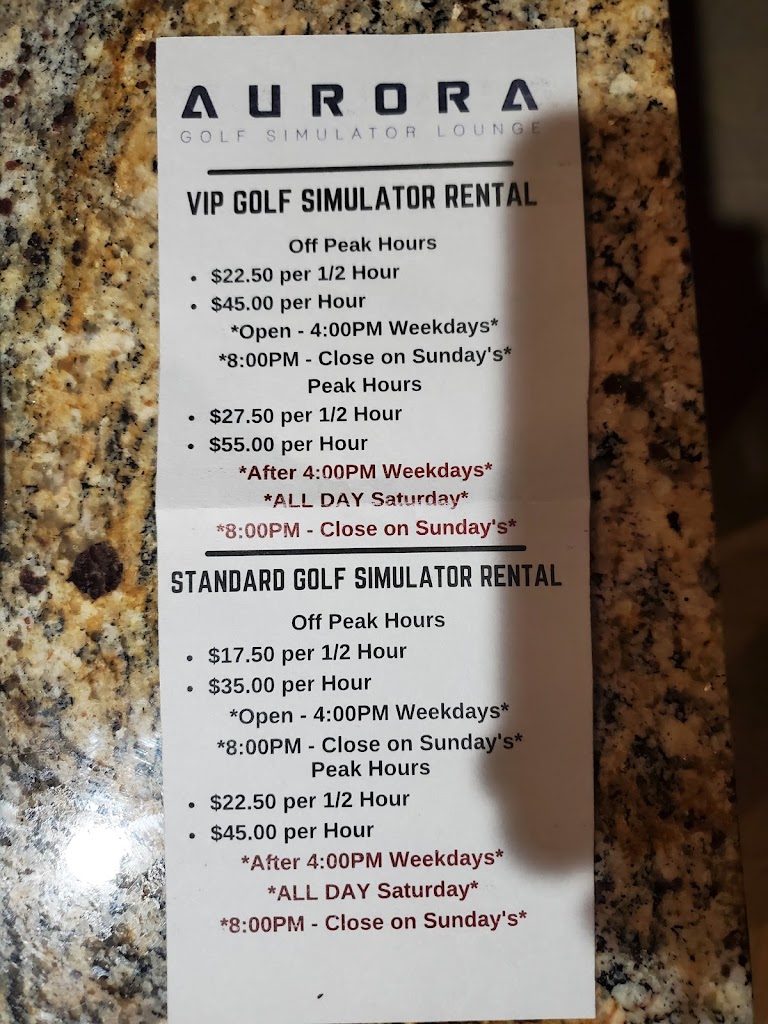 AURORA
GOLF SIMULATOR LOUNGE
VIP GOLF SIMULATOR RENTAL
Off Peak Hours
• $22.50 per 1/2 Hour
• $45.00 per Hour
*Open - 4:00PM Weekdays*
*8:00PM - Close on Sunday's*
Peak Hours
• $27.50 per 1/2 Hour
• $55.00 per Hour
*After 4:00PM Weekdays*
*ALL DAY Saturday*
*8:00PM - Close on Sunday's*
STANDARD GOLF SIMULATOR RENTAL
Off Peak Hours
• $17.50 per 1/2 Hour
• $35.00 per Hour
*Open - 4:00PM Weekdays*
*8:00PM - Close on Sunday's*
Peak Hours
• $22.50 per 1/2 Hour
• $45.00 per Hour
*After 4:00PM Weekdays*
*ALL DAY Saturday*
*8:00PM - Close on Sunday's*